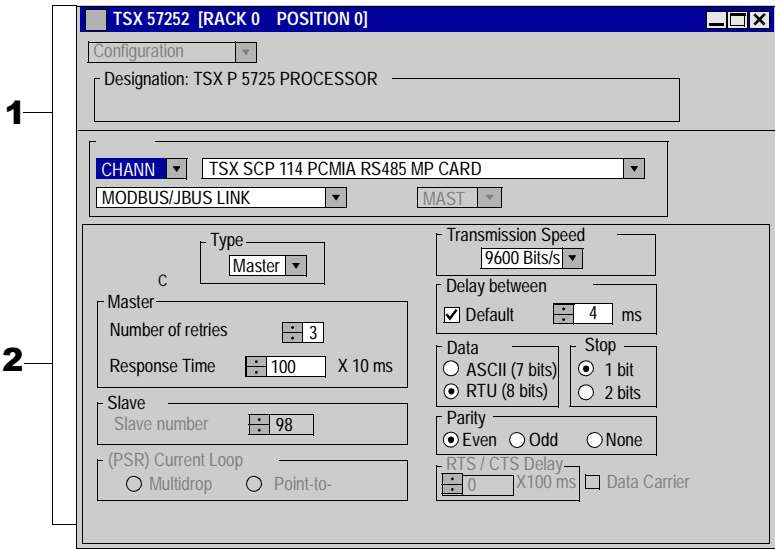 TSX 57252 [RACK 0 POSITION 0]
Configuration
Designation: TSX P 5725 PROCESSOR
1
CHANN
TSX SCP 114 PCMIA RS485 MP CARD
MODBUS/JBUS LINK
MAST
Type
Master
C
Transmission Speed
9600 Bits/s
Master
Number of retries
3
Response Time
100
X 10 ms
Delay between
Default
4
ms
2
Data
ASCII (7 bits)
RTU (8 bits)
Stop
1 bit
2 bits
Slave
Slave number
98
Parity
Even
Odd
None
(PSR) Current Loop
Multidrop
Point-to-
RTS / CTS Delay
0
X100 ms
Data Carrier